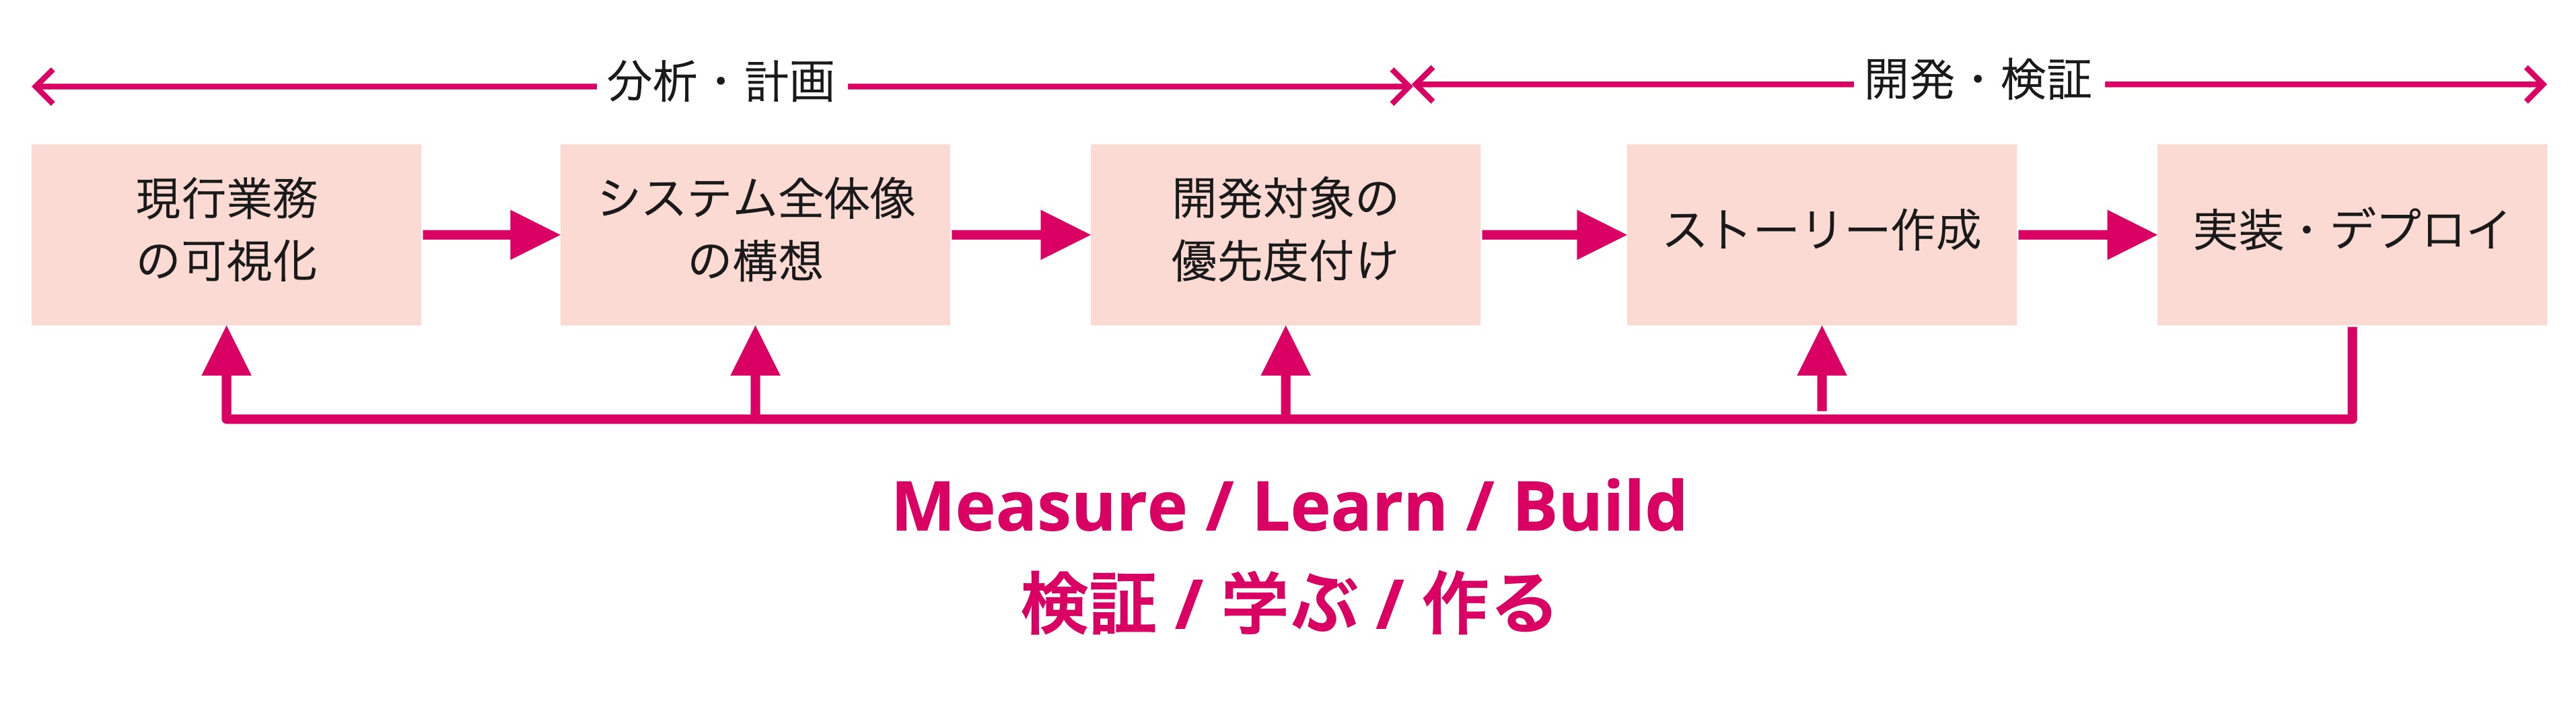 分析・計画
開発・検証
現行業務
の可視化
システム全体像
の構想
開発対象の
優先度付け
ストーリー作成
実装・デプロイ
Measure / Learn / Build
検証 / 学ぶ / 作る